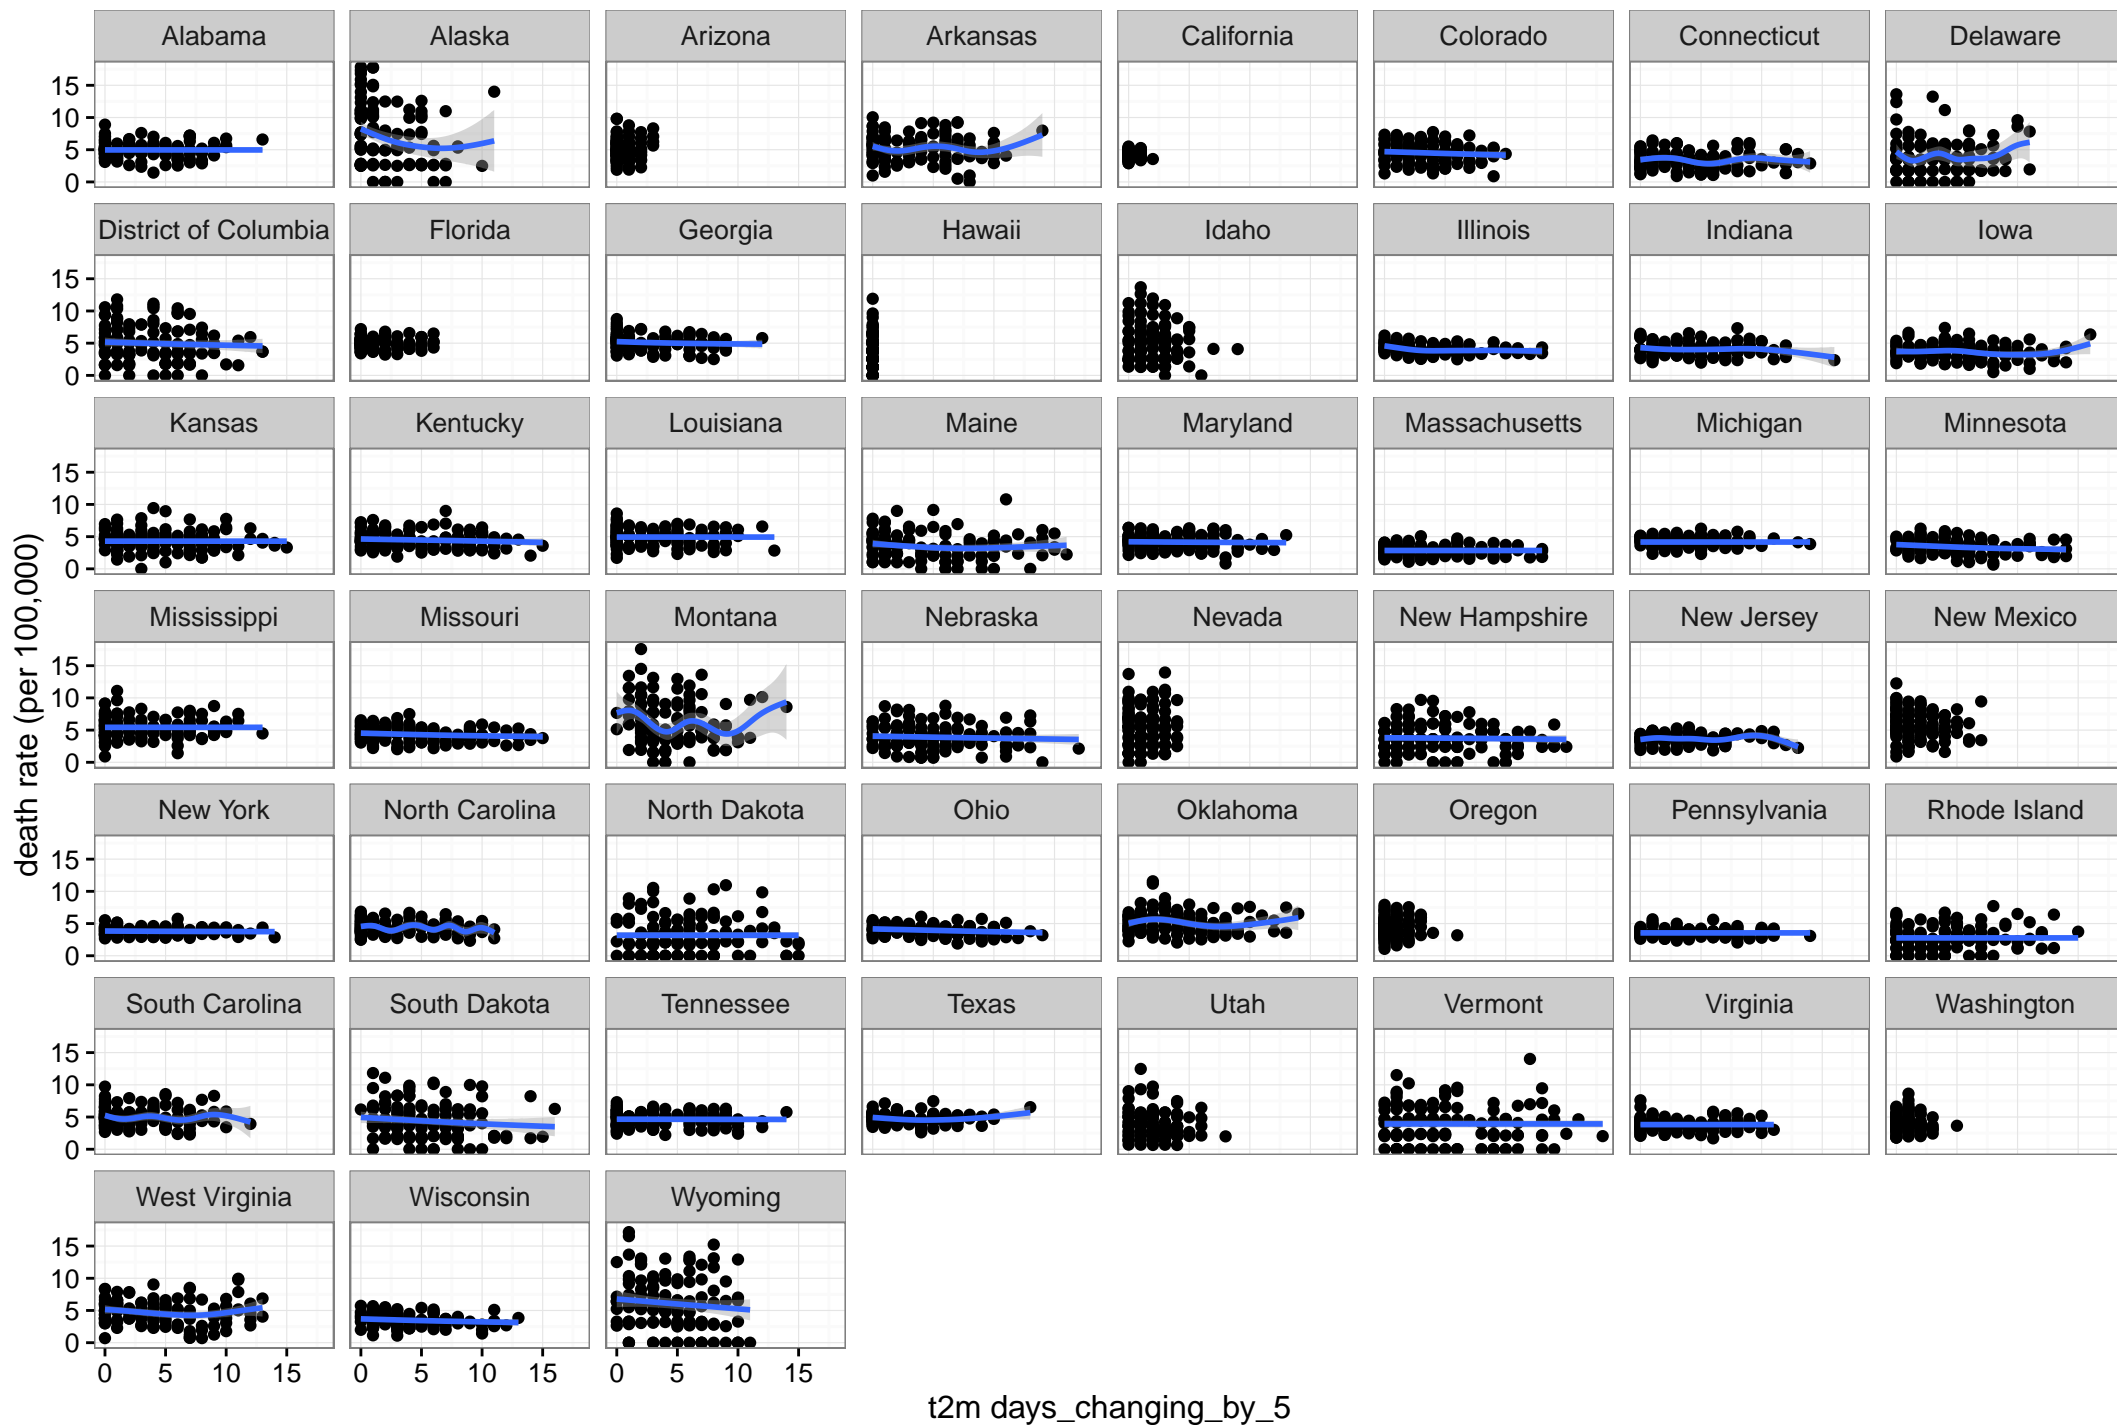 Alabama Alaska Arizona Arkansas California Colorado Connecticut Delaware
15
10
5
0
District of Columbia Florida Georgia Hawaii Idaho Illinois Indiana Iowa
15
10
5
0
Kansas Kentucky Louisiana Maine Maryland Massachusetts Michigan Minnesota
15
10
5
0
Mississippi Missouri Montana Nebraska Nevada New Hampshire New Jersey New Mexico
15
10
5
0
New York North Carolina North Dakota Ohio Oklahoma Oregon Pennsylvania Rhode Island
15
10
5
0
South Carolina South Dakota Tennessee Texas Utah Vermont Virginia Washington
15
10
5
0
West Virginia Wisconsin Wyoming
15
10
5
0
0 5 10 15 0 5 10 15 0 5 10 15
death rate (per 100,000)
t2m days_changing_by_5